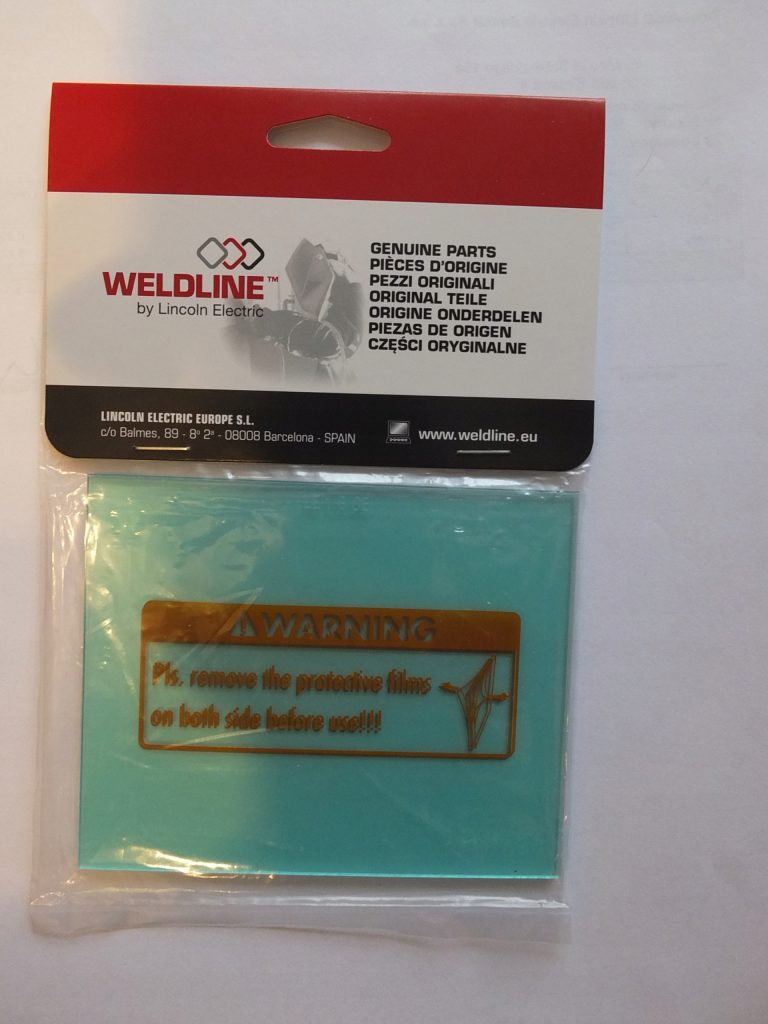 WELDLINE™
by Lincoln Electric
GENUINE PARTS
PIÈCES D'ORIGINE
PEZZI ORIGINALI
ORIGINAL TEILE
ORIGINE ONDERDELEN
PIEZAS DE ORIGEN
CZĘŚCI ORYGINALNE
LINCOLN ELECTRIC EUROPE S.L.
c/o Balmes, 89 - 8º 2ª - 08008 Barcelona - SPAIN
www.weldline.eu
WARNING
Pls. remove the protective films
on both side before use!!!